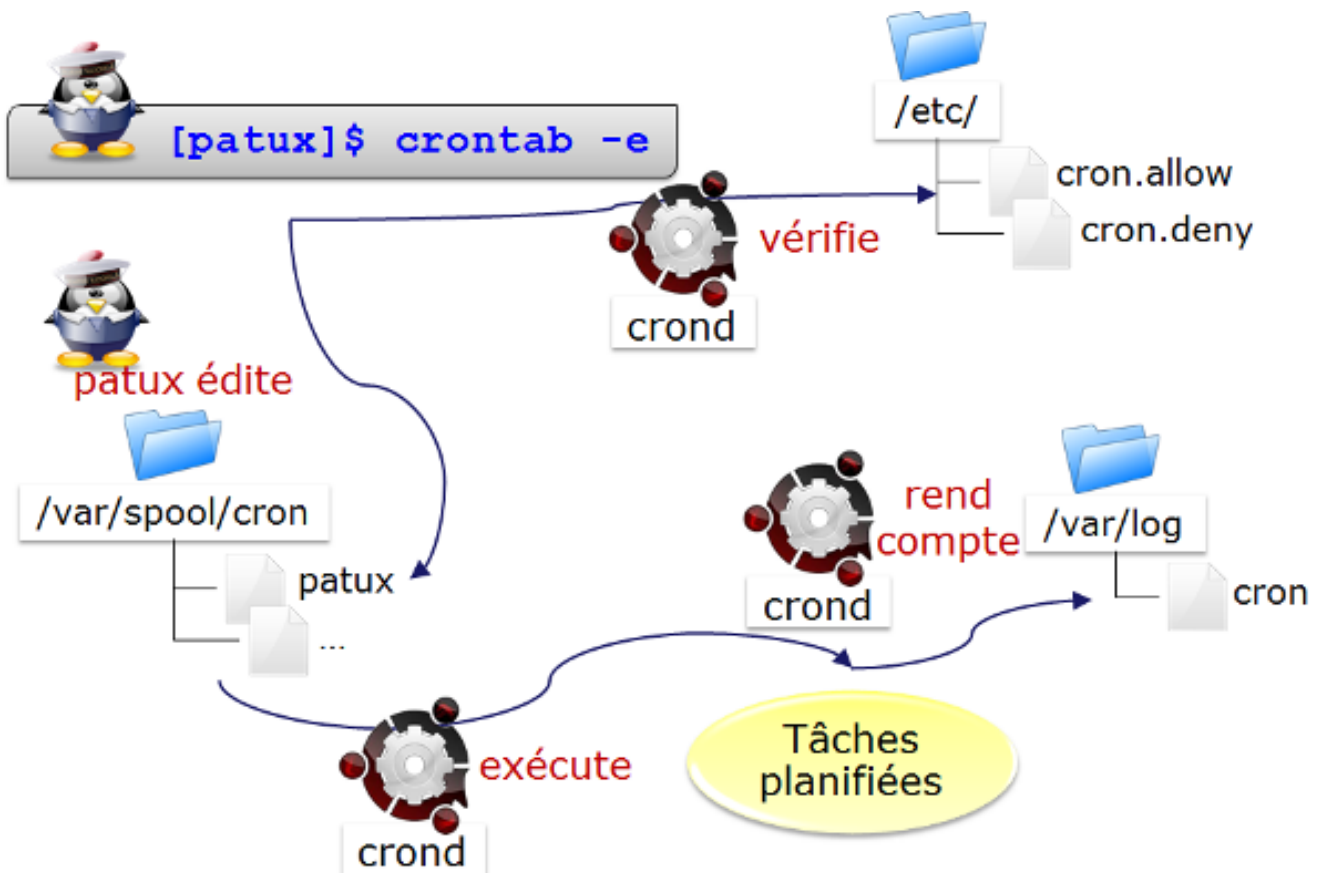 [patux]$ crontab -e
/etc/
cron.allow
cron.deny
vérifie
crond
patux édite
/var/spool/cron
patux
...
rend
compte
crond
/var/log
cron
exécute
crond
Tâches
planifiées